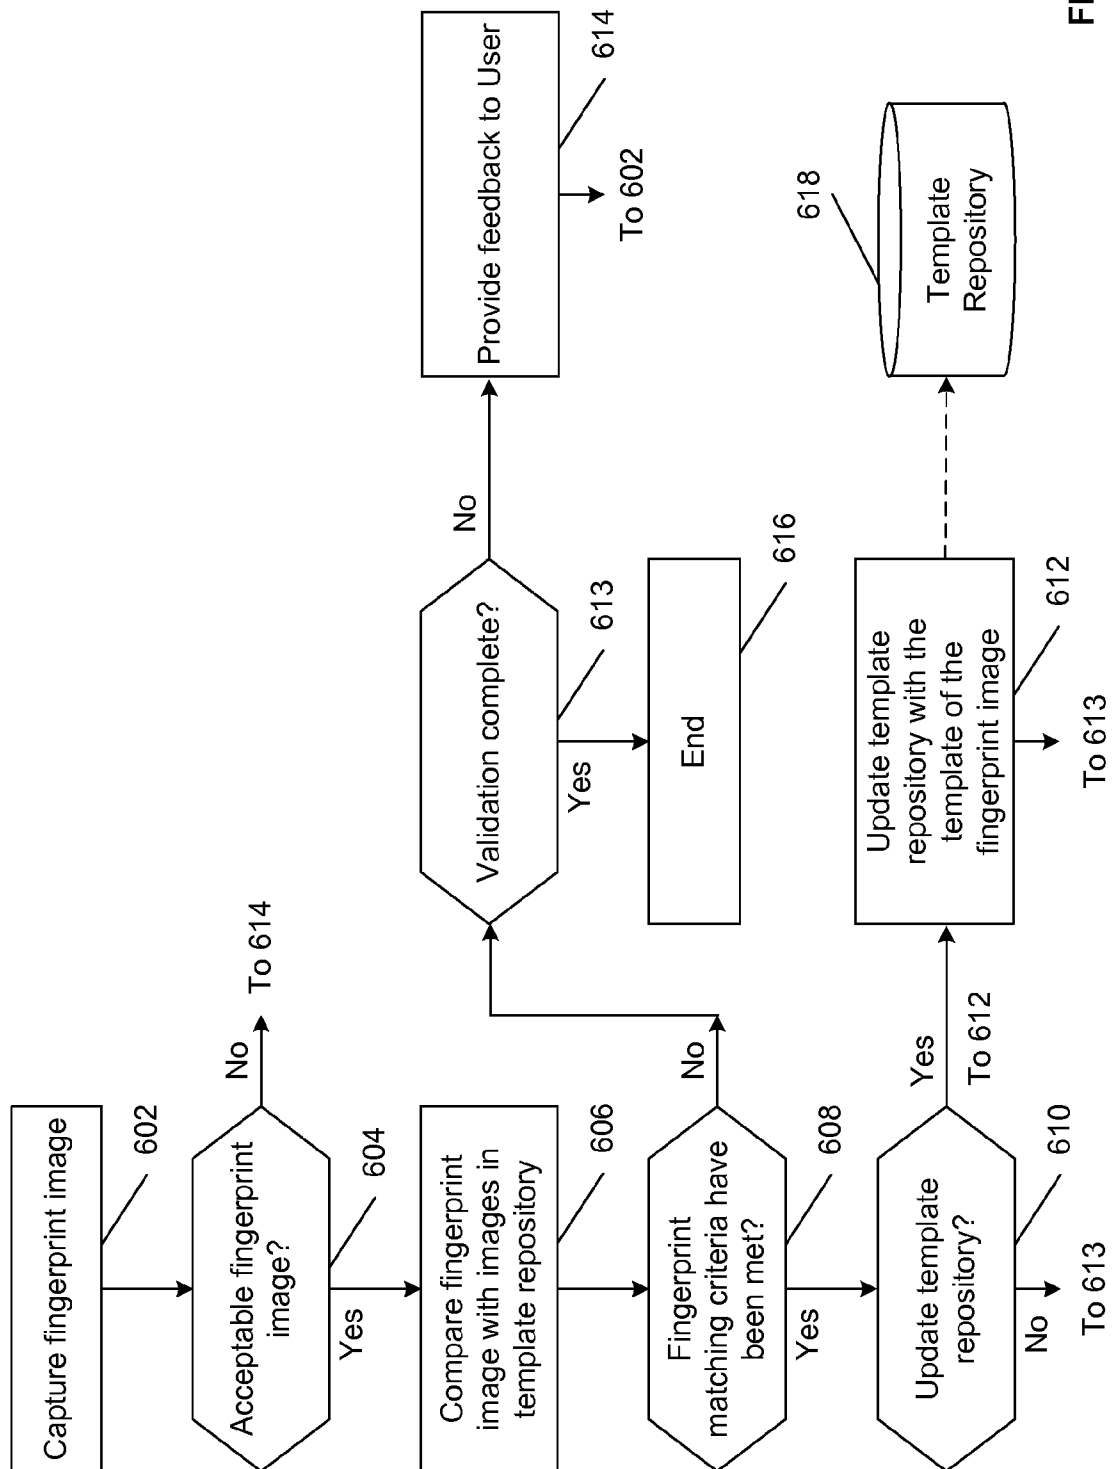 Capture fingerprint image
602
Acceptable fingerprint
image?
604
No
To 614
Yes
Compare fingerprint
image with images in
template repository
606
Fingerprint
matching criteria have
been met?
608
No
Yes
Validation complete?
613
No
Yes
Provide feedback to User
614
To 602
End
616
Update template
repository?
610
No
To 613
Yes
To 612
Update template
repository with the
template of the
fingerprint image
612
To 613
Template
Repository
618